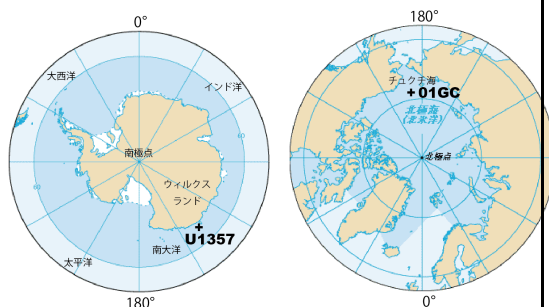 0°
大西洋
インド洋
南極点
ウィルクス
ランド
U1357
南大洋
太平洋
180°
180°
チュクチ海
01GC
北極海
(北氷洋)
北極点
0°